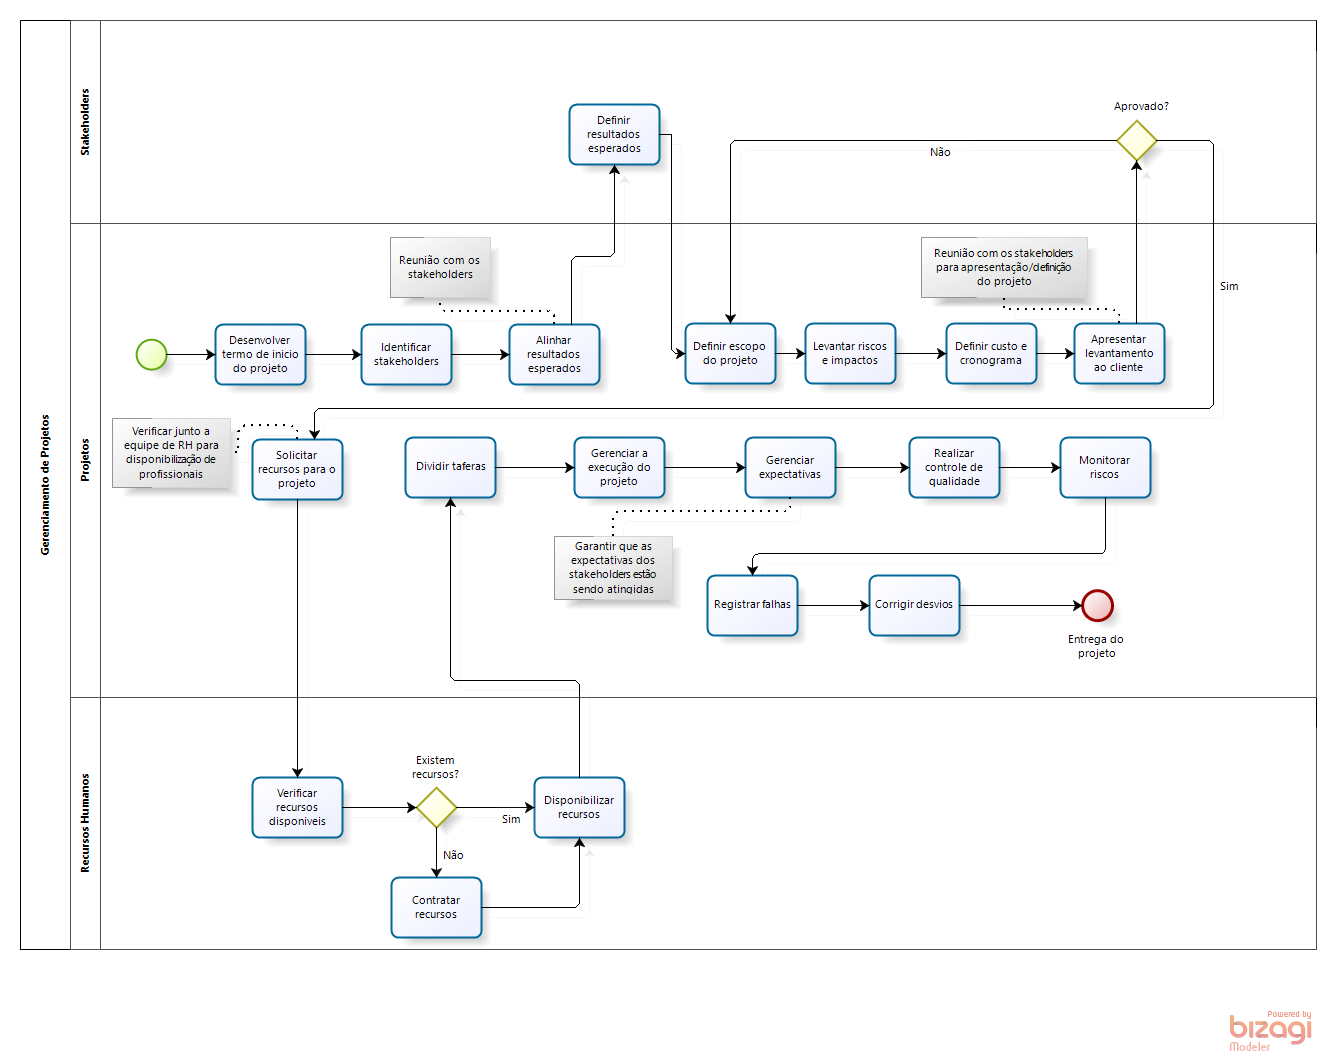 Gerenciamento de Projetos
Stakeholders
Definir
resultados
esperados
Aprovado?
Não
Sim
Projetos
Reunião com os
stakeholders
Reunião com os stakeholders
para apresentação/definição
do projeto
Desenvolver
termo de inicio
do projeto
Identificar
stakeholders
Alinhar
resultados
esperados
Definir escopo
do projeto
Levantar riscos
e impactos
Definir custo e
cronograma
Apresentar
levantamento
ao cliente
Verificar junto a
equipe de RH para
disponibilização de
profissionais
Solicitar
recursos para o
projeto
Dividir taferas
Gerenciar a
execução do
projeto
Gerenciar
expectativas
Realizar
controle de
qualidade
Monitorar
riscos
Garantir que as
expectativas dos
stakeholders estão
sendo atingidas
Registrar falhas
Corrigir desvios
Entrega do
projeto
Recursos Humanos
Verificar
recursos
disponiveis
Existem
recursos?
Sim
Não
Disponibilizar
recursos
Contratar
recursos
Powered by
bizagi
Modeler